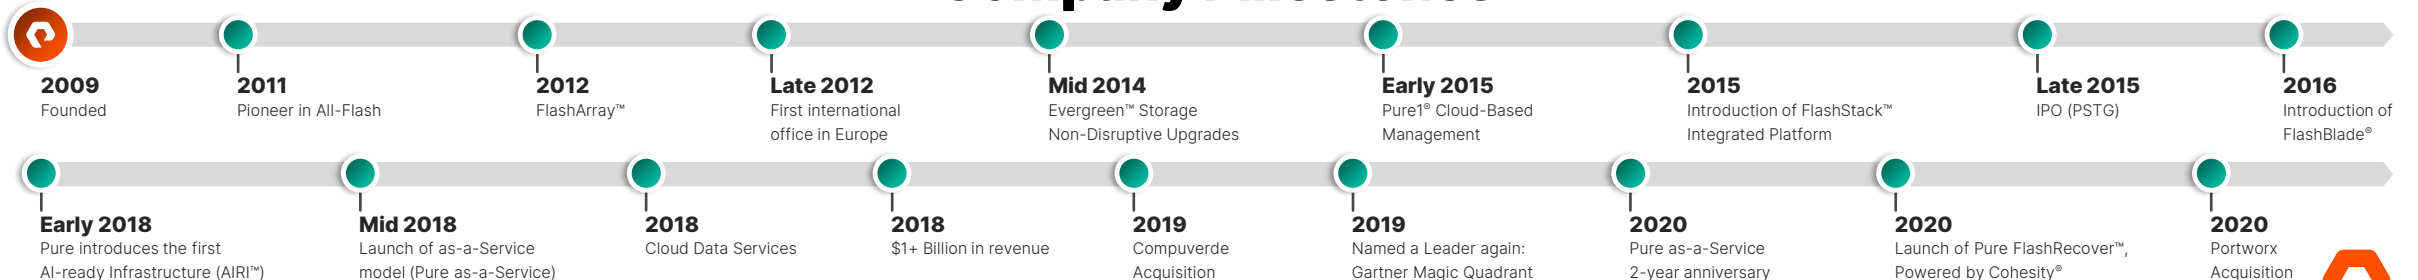 2009
Founded
2011
Pioneer in All-Flash
2012
FlashArray™
Late 2012
First international
office in Europe
Mid 2014
Evergreen™ Storage
Non-Disruptive Upgrades
Early 2015
Pure1® Cloud-Based
Management
2015
Introduction of FlashStack™
Integrated Platform
Late 2015
IPO (PSTG)
2016
Introduction of
FlashBlade®
Early 2018
Pure introduces the first
AI-ready Infrastructure (AIRI™)
Mid 2018
Launch of as-a-Service
model (Pure as-a-Service)
2018
Cloud Data Services
2018
$1+ Billion in revenue
2019
Compuverde
Acquisition
2019
Named a Leader again:
Gartner Magic Quadrant
2020
Pure as-a-Service
2-year anniversary
2020
Launch of Pure FlashRecover™,
Powered by Cohesity®
2020
Portworx
Acquisition